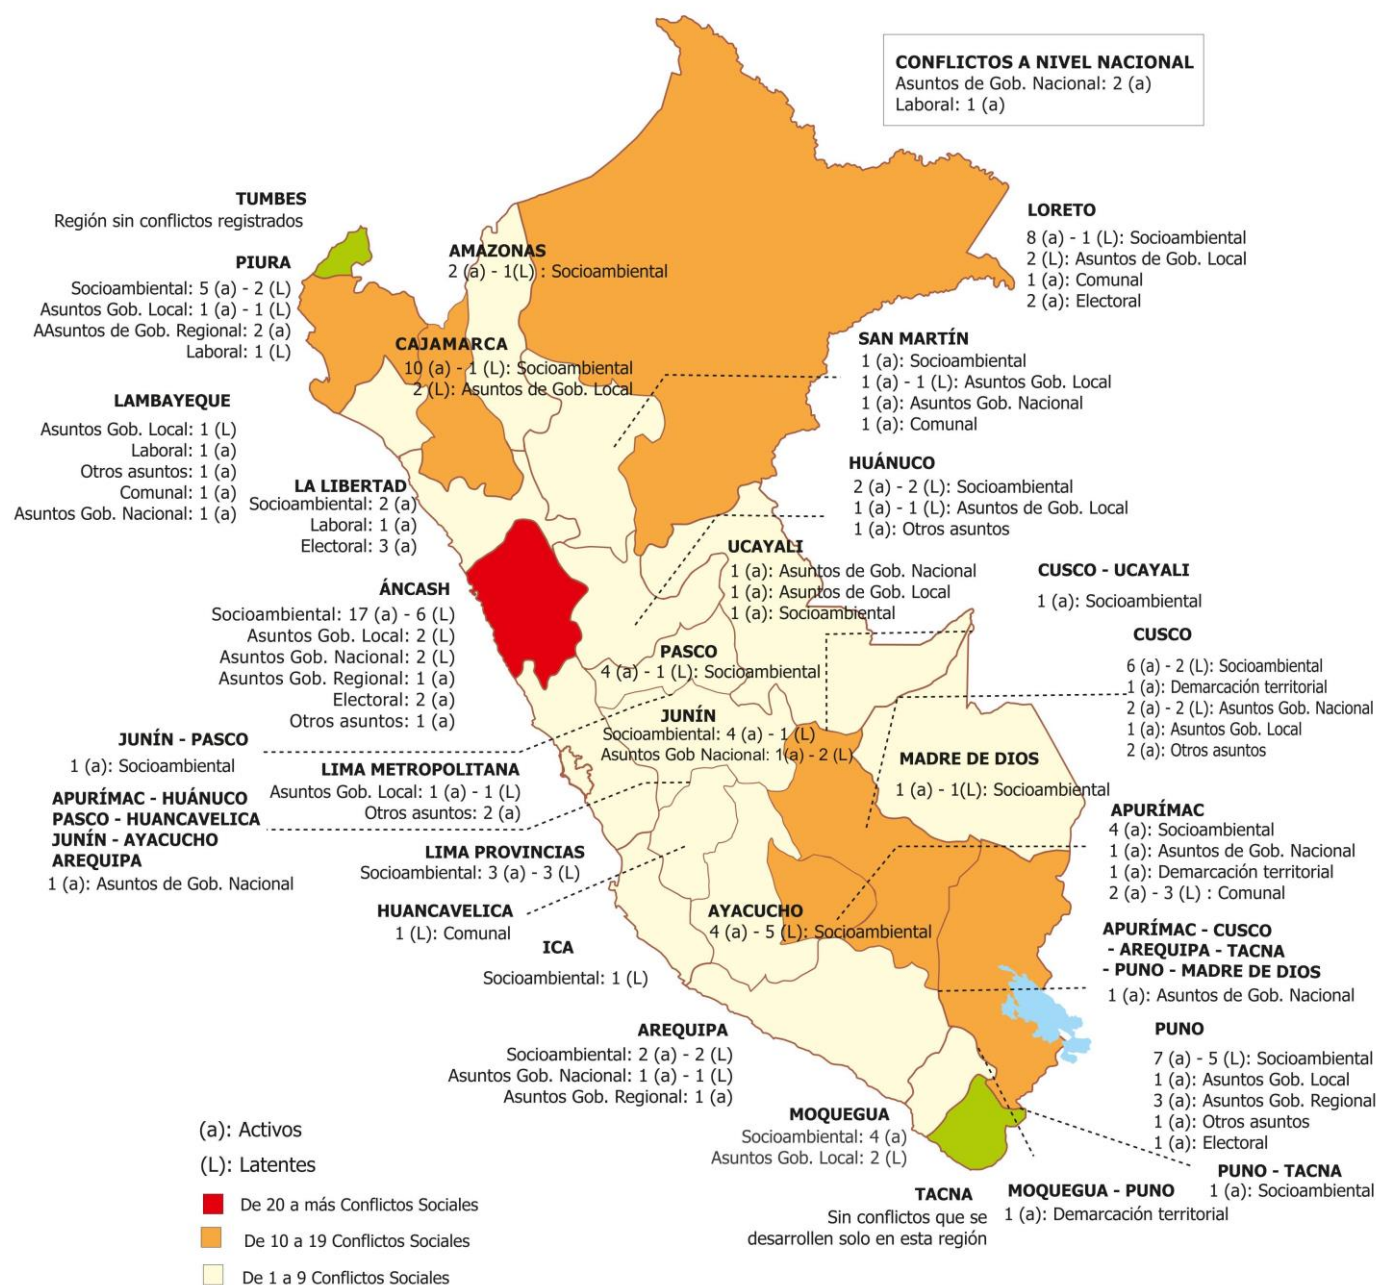 CONFLICTOS A NIVEL NACIONAL
Asuntos de Gob. Nacional: 2 (a)
Laboral: 1 (a)
TUMBES
Región sin conflictos registrados
PIURA
Socioambiental: 5 (a) - 2 (L)
Asuntos Gob. Local: 1 (a) - 1 (L)
AAsuntos de Gob. Regional: 2 (a)
Laboral: 1 (L)
AMAZONAS
2 (a) - 1(L) : Socioambiental
LORETO
8 (a) - 1 (L): Socioambiental
2 (L): Asuntos de Gob. Local
1 (a): Comunal
2 (a): Electoral
CAJAMARCA
10 (a) - 1 (L): Socioambiental
2 (L): Asuntos de Gob. Local
SAN MARTÍN
1 (a): Socioambiental
1 (a) - 1 (L): Asuntos Gob. Local
1 (a): Asuntos Gob. Nacional
1 (a): Comunal
LAMBAYEQUE
Asuntos Gob. Local: 1 (L)
Laboral: 1 (a)
Otros asuntos: 1 (a)
Comunal: 1 (a)
Asuntos Gob. Nacional: 1 (a)
LA LIBERTAD
Socioambiental: 2 (a)
Laboral: 1 (a)
Electoral: 3 (a)
HUÁNUCO
2 (a) - 2 (L): Socioambiental
1 (a) - 1 (L): Asuntos de Gob. Local
1 (a): Otros asuntos
UCAYALI
1 (a): Asuntos de Gob. Nacional
1 (a): Asuntos de Gob. Local
1 (a): Socioambiental
CUSCO - UCAYALI
1 (a): Socioambiental
ÁNCASH
Socioambiental: 17 (a) - 6 (L)
Asuntos Gob. Local: 2 (L)
Asuntos Gob. Nacional: 2 (L)
Asuntos Gob. Regional: 1 (a)
Electoral: 2 (a)
Otros asuntos: 1 (a)
PASCO
4 (a) - 1 (L): Socioambiental
CUSCO
6 (a) - 2 (L): Socioambiental
1 (a): Demarcación territorial
2 (a) - 2 (L): Asuntos Gob. Nacional
1 (a): Asuntos Gob. Local
2 (a): Otros asuntos
JUNÍN
Socioambiental: 4 (a) - 1 (L)
Asuntos Gob Nacional: 1(a) - 2 (L)
JUNÍN - PASCO
1 (a): Socioambiental
LIMA METROPOLITANA
Asuntos Gob. Local: 1 (a) - 1 (L)
Otros asuntos: 2 (a)
MADRE DE DIOS
1 (a) - 1(L): Socioambiental
APURÍMAC - HUÁNUCO
PASCO - HUANCAVELICA
JUNÍN - AYACUCHO
AREQUIPA
1 (a): Asuntos de Gob. Nacional
APURÍMAC
4 (a): Socioambiental
1 (a): Asuntos de Gob. Nacional
1 (a): Demarcación territorial
2 (a) - 3 (L) : Comunal
LIMA PROVINCIAS
Socioambiental: 3 (a) - 3 (L)
HUANCAVELICA
1 (L): Comunal
AYACUCHO
4 (a) - 5 (L): Socioambiental
ICA
Socioambiental: 1 (L)
APURÍMAC - CUSCO
- AREQUIPA - TACNA
- PUNO - MADRE DE DIOS
1 (a): Asuntos de Gob. Nacional
AREQUIPA
Socioambiental: 2 (a) - 2 (L)
Asuntos Gob. Nacional: 1 (a) - 1 (L)
Asuntos Gob. Regional: 1 (a)
PUNO
7 (a) - 5 (L): Socioambiental
1 (a): Asuntos Gob. Local
3 (a): Asuntos Gob. Regional
1 (a): Otros asuntos
1 (a): Electoral
MOQUEGUA
Socioambiental: 4 (a)
Asuntos Gob. Local: 2 (L)
PUNO - TACNA
1 (a): Socioambiental
TACNA
Sin conflictos que se
desarrollen solo en esta región
MOQUEGUA - PUNO
1 (a): Demarcación territorial
(a): Activos
(L): Latentes
De 20 a más Conflictos Sociales
De 10 a 19 Conflictos Sociales
De 1 a 9 Conflictos Sociales